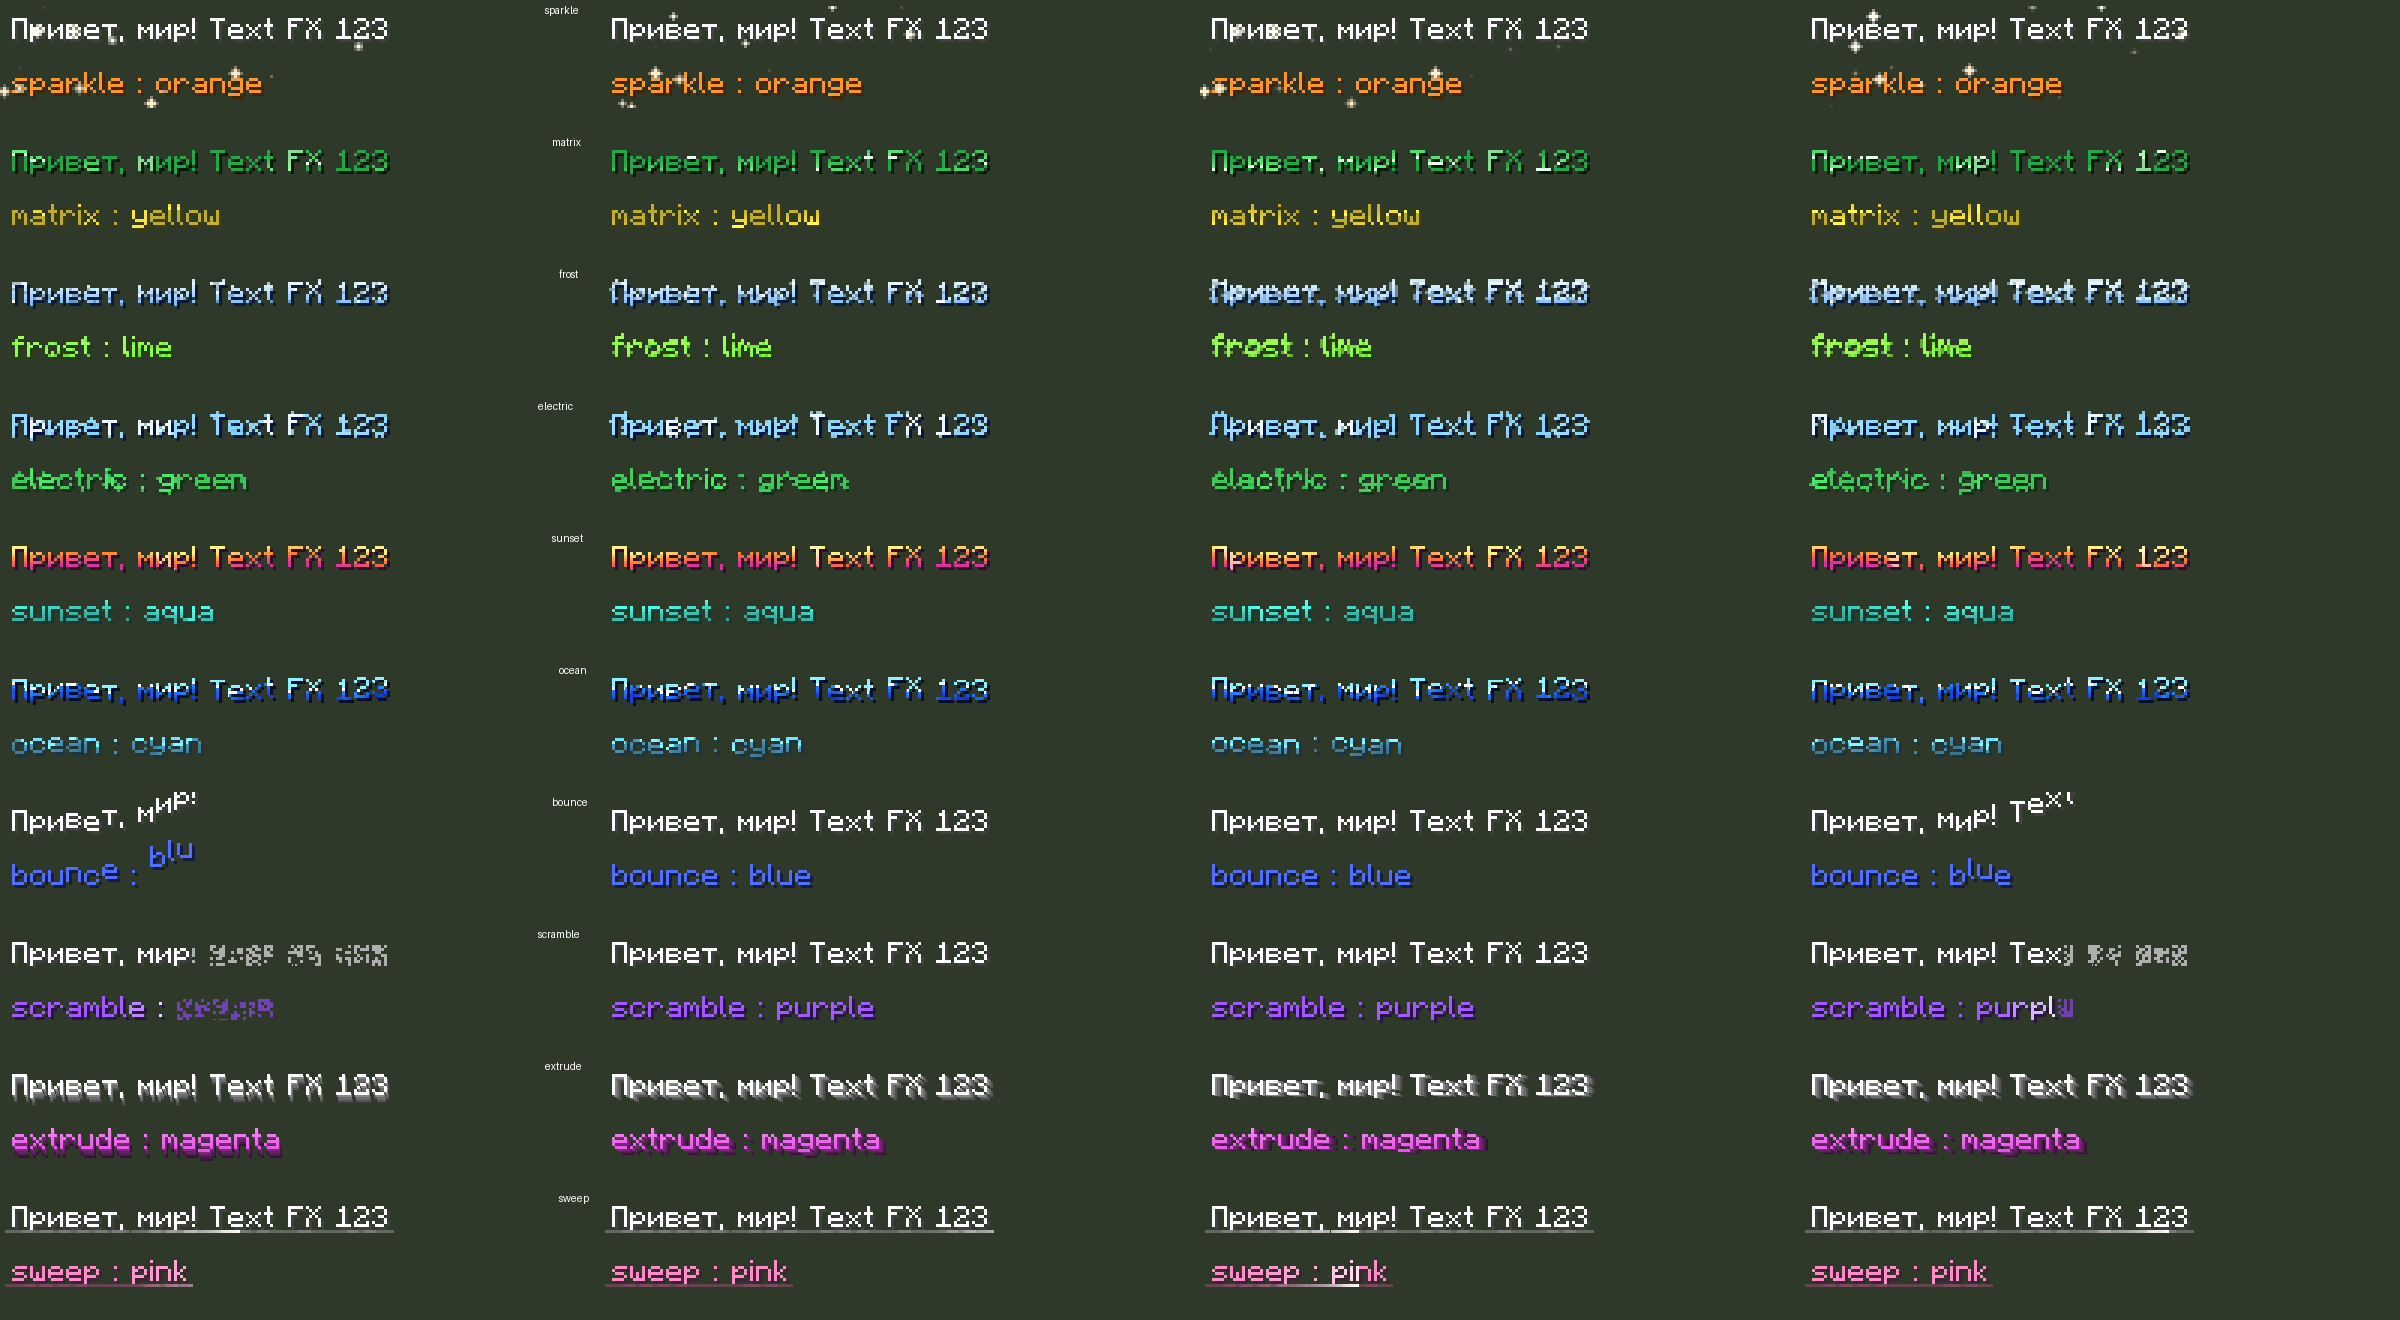 sparkle
Привет, мир! Text FX 123 Привет, мир! Text FX 123 Привет, мир! Text FX 123 Привет, мир! Text FX 123
sparkle : orange sparkle : orange sparkle : orange sparkle : orange
matrix
Привет, мир! Text FX 123 Привет, мир! Text FX 123 Привет, мир! Text FX 123 Привет, мир! Text FX 123
matrix : yellow matrix : yellow matrix : yellow matrix : yellow
frost
Привет, мир! Text FX 123 Привет, мир! Text FX 123 Привет, мир! Text FX 123 Привет, мир! Text FX 123
frost : lime frost : lime frost : lime frost : lime
electric
Привет, мир! Text FX 123 Привет, мир! Text FX 123 Привет, мир! Text FX 123 Привет, мир! Text FX 123
electric : green electric : green electric : green electric : green
sunset
Привет, мир! Text FX 123 Привет, мир! Text FX 123 Привет, мир! Text FX 123 Привет, мир! Text FX 123
sunset : aqua sunset : aqua sunset : aqua sunset : aqua
ocean
Привет, мир! Text FX 123 Привет, мир! Text FX 123 Привет, мир! Text FX 123 Привет, мир! Text FX 123
ocean : cyan ocean : cyan ocean : cyan ocean : cyan
bounce
Привет, мир! Привет, мир! Text FX 123 Привет, мир! Text FX 123 Привет, мир! Text
bounce : blu bounce : blue bounce : blue bounce : blue
scramble
Привет, мир! Привет, мир! Text FX 123 Привет, мир! Text FX 123 Привет, мир! Tex
scramble : scramble : purple scramble : purple scramble : purpl
extrude
Привет, мир! Text FX 123 Привет, мир! Text FX 123 Привет, мир! Text FX 123 Привет, мир! Text FX 123
extrude : magenta extrude : magenta extrude : magenta extrude : magenta
sweep
Привет, мир! Text FX 123 Привет, мир! Text FX 123 Привет, мир! Text FX 123 Привет, мир! Text FX 123
sweep : pink sweep : pink sweep : pink sweep : pink